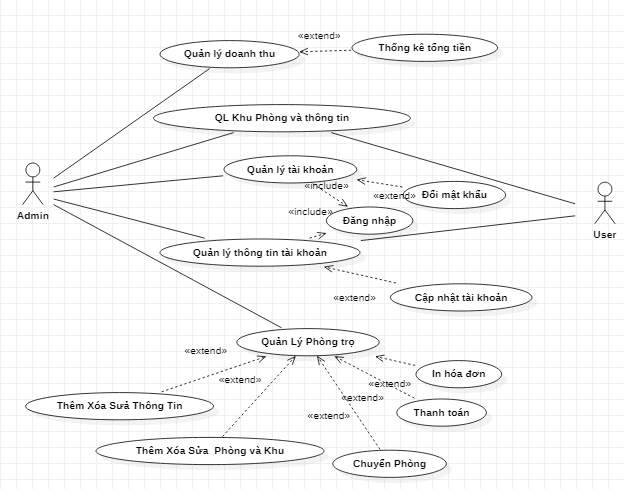 «extend»
Thống kê tổng tiền
Quản lý doanh thu
QL Khu Phòng và thông tin
Quản lý tài khoản
«include»
«extend»
Đổi mật khẩu
Admin
«include»
Đăng nhập
User
Quản lý thông tin tài khoản
«extend»
Cập nhật tài khoản
Quản Lý Phòng trọ
«extend»
In hóa đơn
«extend»
«extend»
«extend»
Thêm Xóa Sưả Thông Tin
Thanh toán
«extend»
Thêm Xóa Sửa Phòng và Khu
Chuyển Phòng